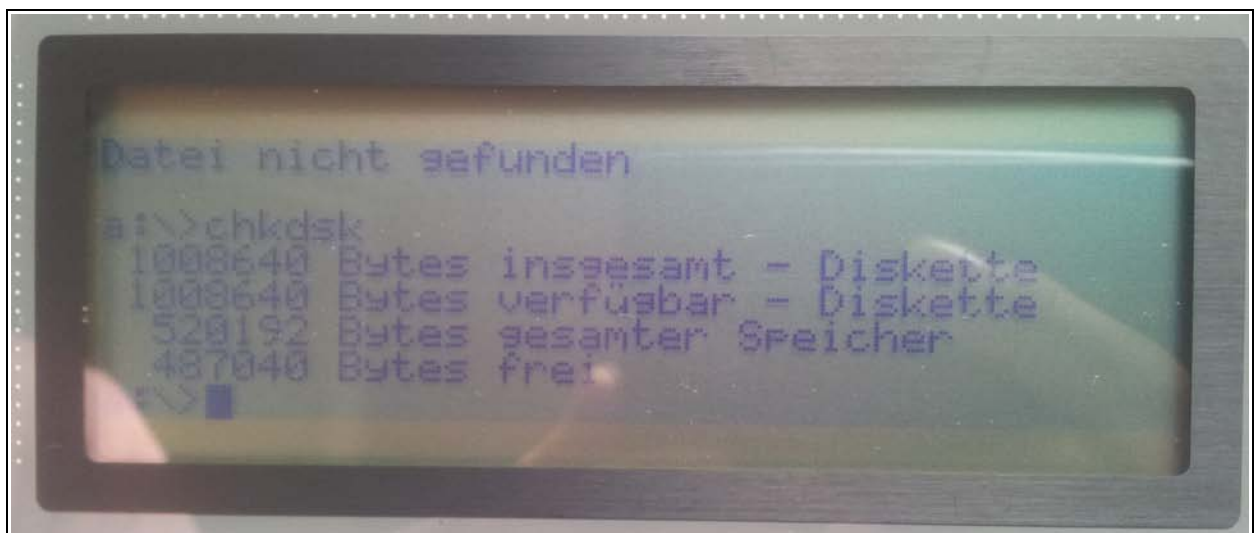 Datei nicht gefunden
a:\>chkdsk
1008640 Bytes insgesamt - Diskette
1008640 Bytes verfügbar - Diskette
520192 Bytes gesamter Speicher
487040 Bytes frei
:\>